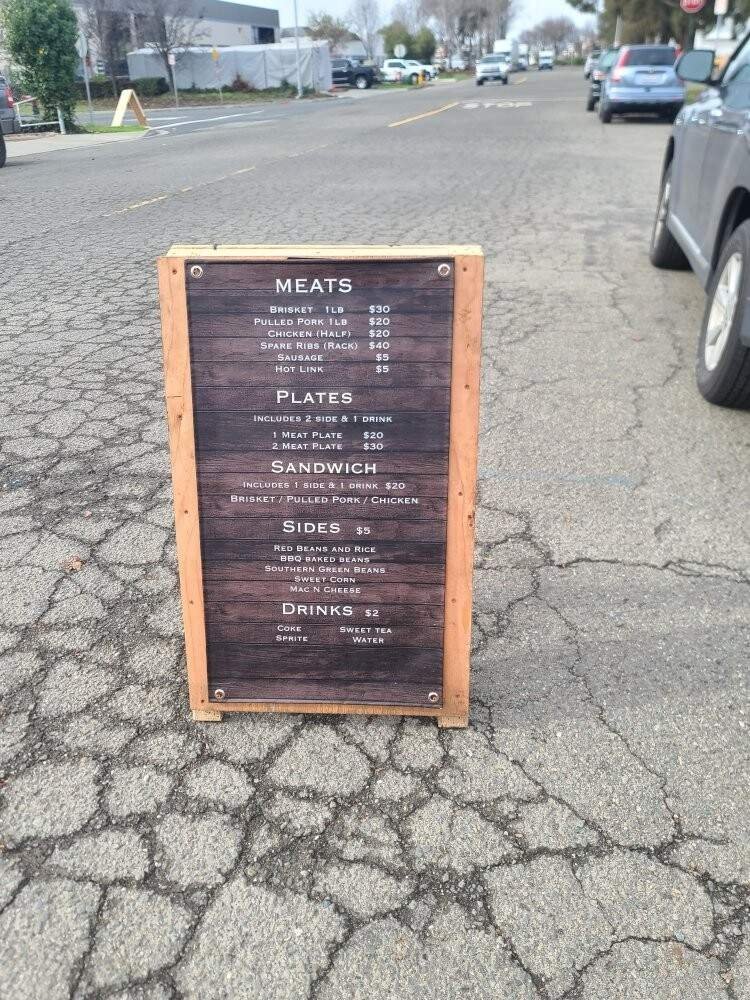 STOP
MEATS
BRISKET 1LB $30
PULLED PORK 1LB $20
CHICKEN (HALF) $20
SPARE RIBS (RACK) $40
SAUSAGE $5
HOT LINK $5
PLATES
INCLUDES 2 SIDE & 1 DRINK
1 MEAT PLATE $20
2 MEAT PLATE $30
SANDWICH
INCLUDES 1 SIDE & 1 DRINK $20
BRISKET / PULLED PORK / CHICKEN
SIDES $5
RED BEANS AND RICE
BBQ BAKED BEANS
SOUTHERN GREEN BEANS
SWEET CORN
MAC N CHEESE
DRINKS $2
COKE SWEET TEA
SPRITE WATER